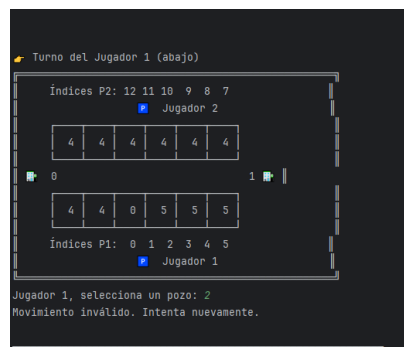 👉 Turno del Jugador 1 (abajo)
Índices P2: 12 11 10 9 8 7
🅿 Jugador 2
4 4 4 4 4 4
0 1
4 4 0 5 5 5
Índices P1: 0 1 2 3 4 5
🅿 Jugador 1
Jugador 1, selecciona un pozo: 2
Movimiento inválido. Intenta nuevamente.